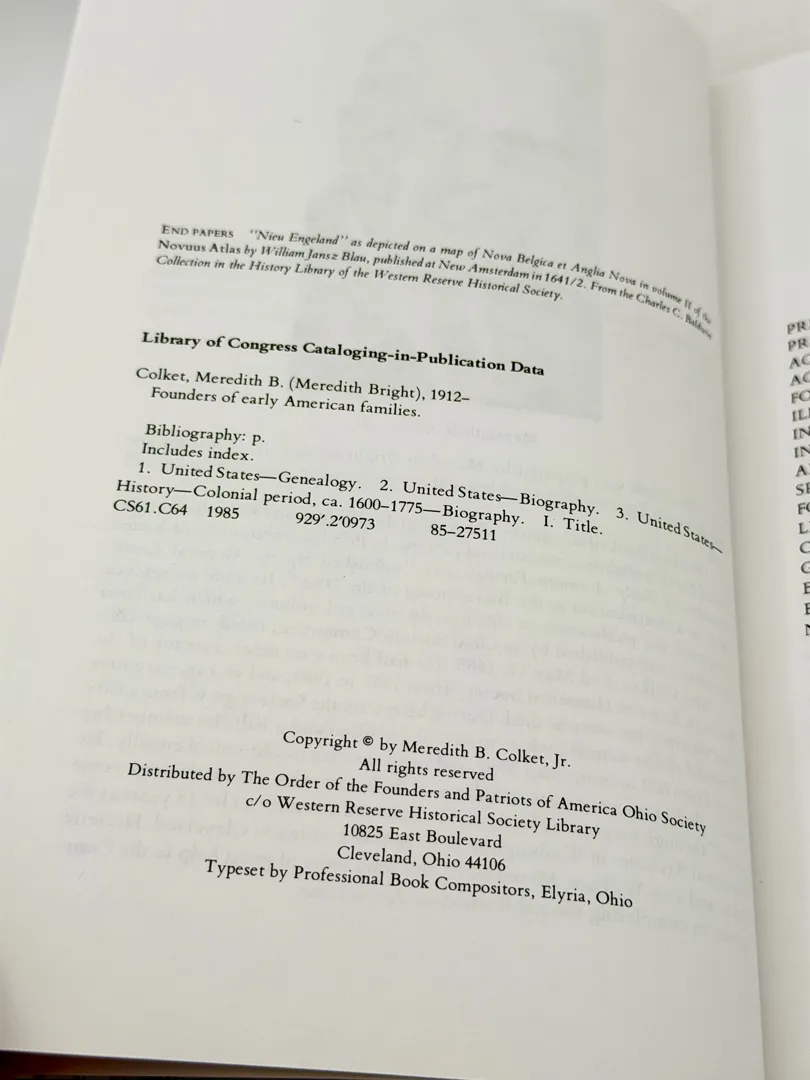 END PAPERS "Nieu Engeland" as depicted on a map of Nova Belgica et Anglia Nova in volume II of the
Novuus Atlas by William Jansz Blau, published at New Amsterdam in 1641/2. From the Charles C. Baldwin
Collection in the History Library of the Western Reserve Historical Society.
Library of Congress Cataloging-in-Publication Data
Colket, Meredith B. (Meredith Bright), 1912–
Founders of early American families.
Bibliography: p.
Includes index.
1. United States—Genealogy. 2. United States—Biography. 3. United States—
History—Colonial period, ca. 1600–1775—Biography. I. Title.
CS61.C64 1985 929'.2'0973 85-27511
Copyright © by Meredith B. Colket, Jr.
All rights reserved
Distributed by The Order of the Founders and Patriots of America Ohio Society
c/o Western Reserve Historical Society Library
10825 East Boulevard
Cleveland, Ohio 44106
Typeset by Professional Book Compositors, Elyria, Ohio